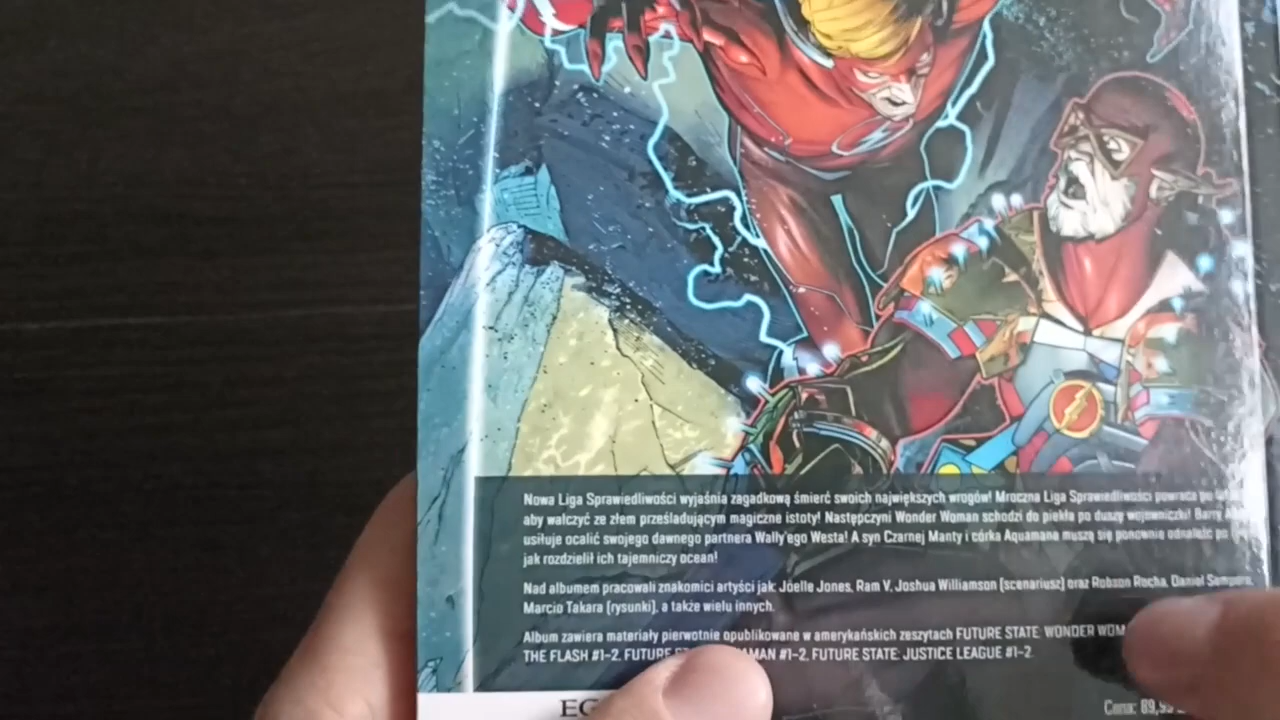 Nowa Liga Sprawiedliwości wyjaśnia zagadkową śmierć swoich największych wrogów! Mroczna Liga Sprawiedliwości powraca po
aby walczyć ze złem prześladującym magiczne istoty! Następczyni Wonder Woman schodzi do piekła po duszę wojowniczki! Barry
usiłuje ocalić swojego dawnego partnera Wally'ego Westa! A syn Czarnej Manty i córka Aquamana muszą się ponownie odnaleźć po
jak rozdzielił ich tajemniczy ocean!
Nad albumem pracowali znakomici artyści jak: Joëlle Jones, Ram V, Joshua Williamson (scenariusz) oraz Robson Rocha, Daniel Sampere,
Marcio Takara (rysunki), a także wielu innych.
Album zawiera materiały pierwotnie opublikowane w amerykańskich zeszytach FUTURE STATE: WONDER
THE FLASH #1-2, FUTURE #1-2, FUTURE STATE: JUSTICE LEAGUE #1-2.
Cena: 89,99